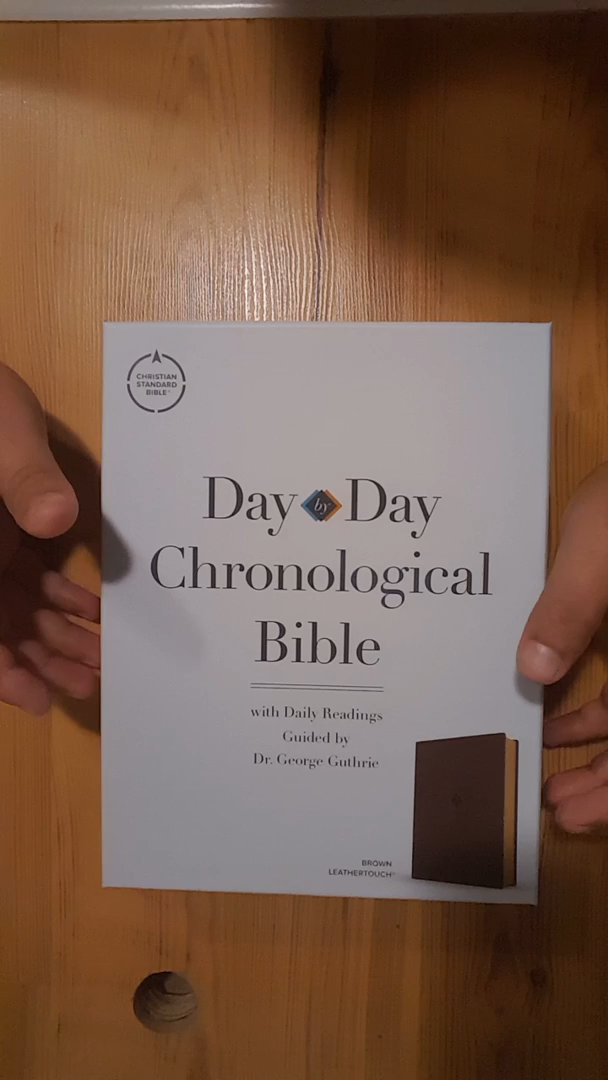 CHRISTIAN
STANDARD
BIBLE®
Day by Day
Chronological
Bible
with Daily Readings
Guided by
Dr. George Guthrie
BROWN
LEATHERTOUCH®